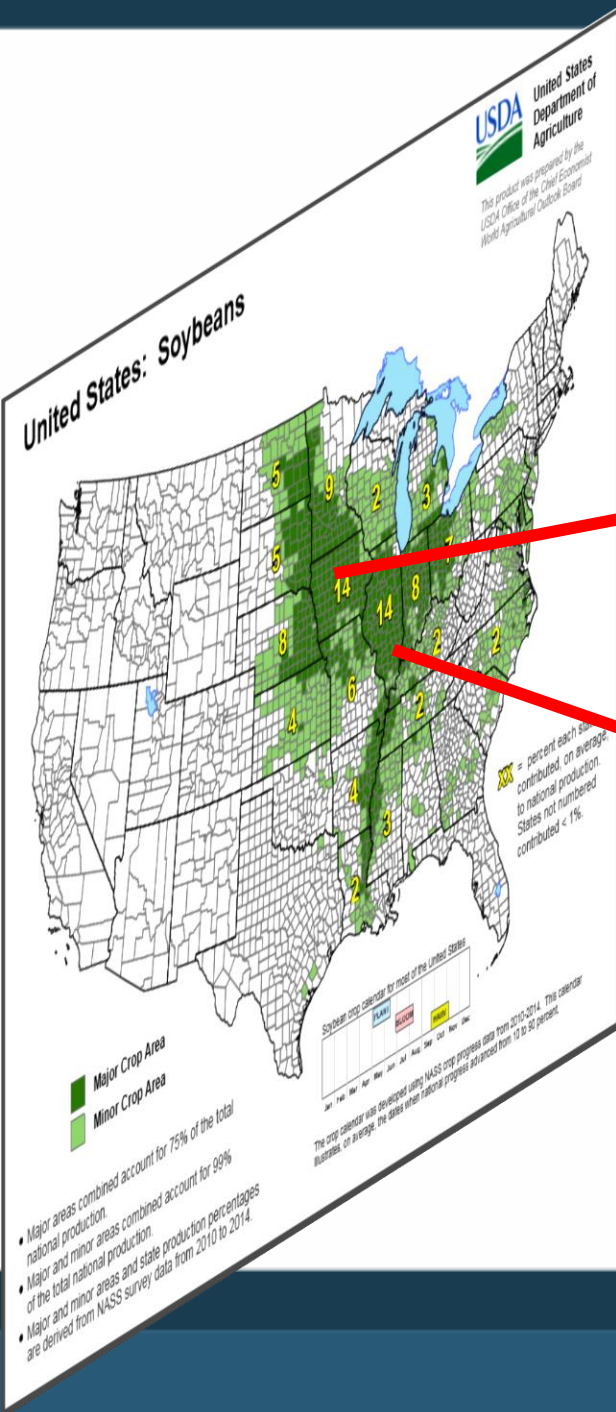 USDA
United States
Department of
Agriculture
This product was prepared by the
USDA Office of the Chief Economist
World Agricultural Outlook Board
United States: Soybeans
5
9
2
3
5
14
14
8
7
8
6
2
2
4
2
4
3
2
XX = percent each
contributed, on average,
to national production.
States not numbered
contributed < 1%.
Soybean crop calendar for most of the United States
PLANT
BLOOM
Jan Feb Mar Apr May Jun Jul Aug Sep Oct Nov Dec
The crop calendar was developed using NASS crop progress data from 2010-2014. This calendar
illustrates, on average, the dates when national progress advanced from 10 to 90 percent.
Major Crop Area
Minor Crop Area
• Major areas combined account for 75% of the total
national production.
• Major and minor areas combined account for 99%
of the total national production.
• Major and minor areas and state production percentages
are derived from NASS survey data from 2010 to 2014.